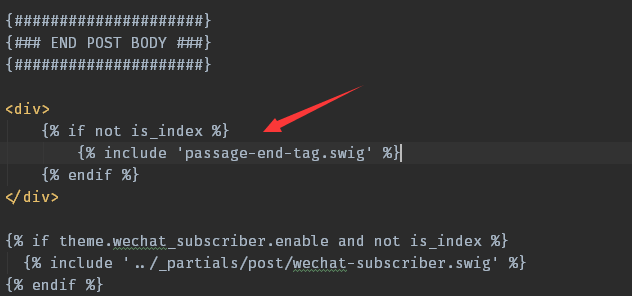 {#####################}
{### END POST BODY ###}
{#####################}
<div>
{% if not is_index %}
{% include 'passage-end-tag.swig' %}
{% endif %}
</div>
{% if theme.wechat_subscriber.enable and not is_index %}
{% include '../_partials/post/wechat-subscriber.swig' %}
{% endif %}